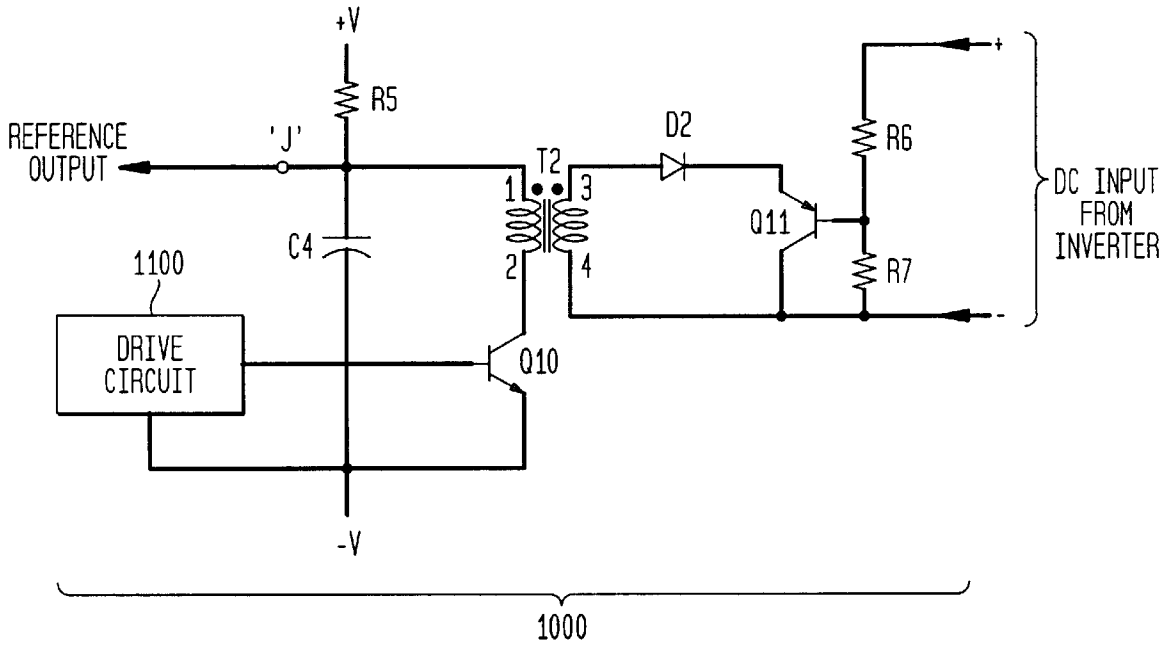 +V
R5
REFERENCE
OUTPUT
'J'
T2
1
2
3
4
D2
Q11
R6
R7
+
-
DC INPUT
FROM
INVERTER
C4
1100
DRIVE
CIRCUIT
Q10
-V
1000